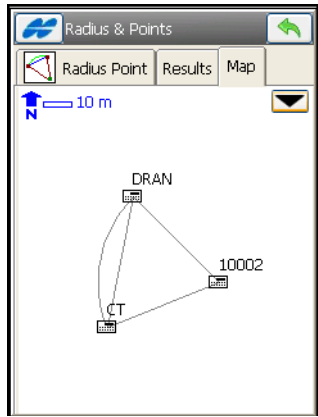 Radius & Points
Radius Point Results Map
10 m
N
DRAN
10002
CT